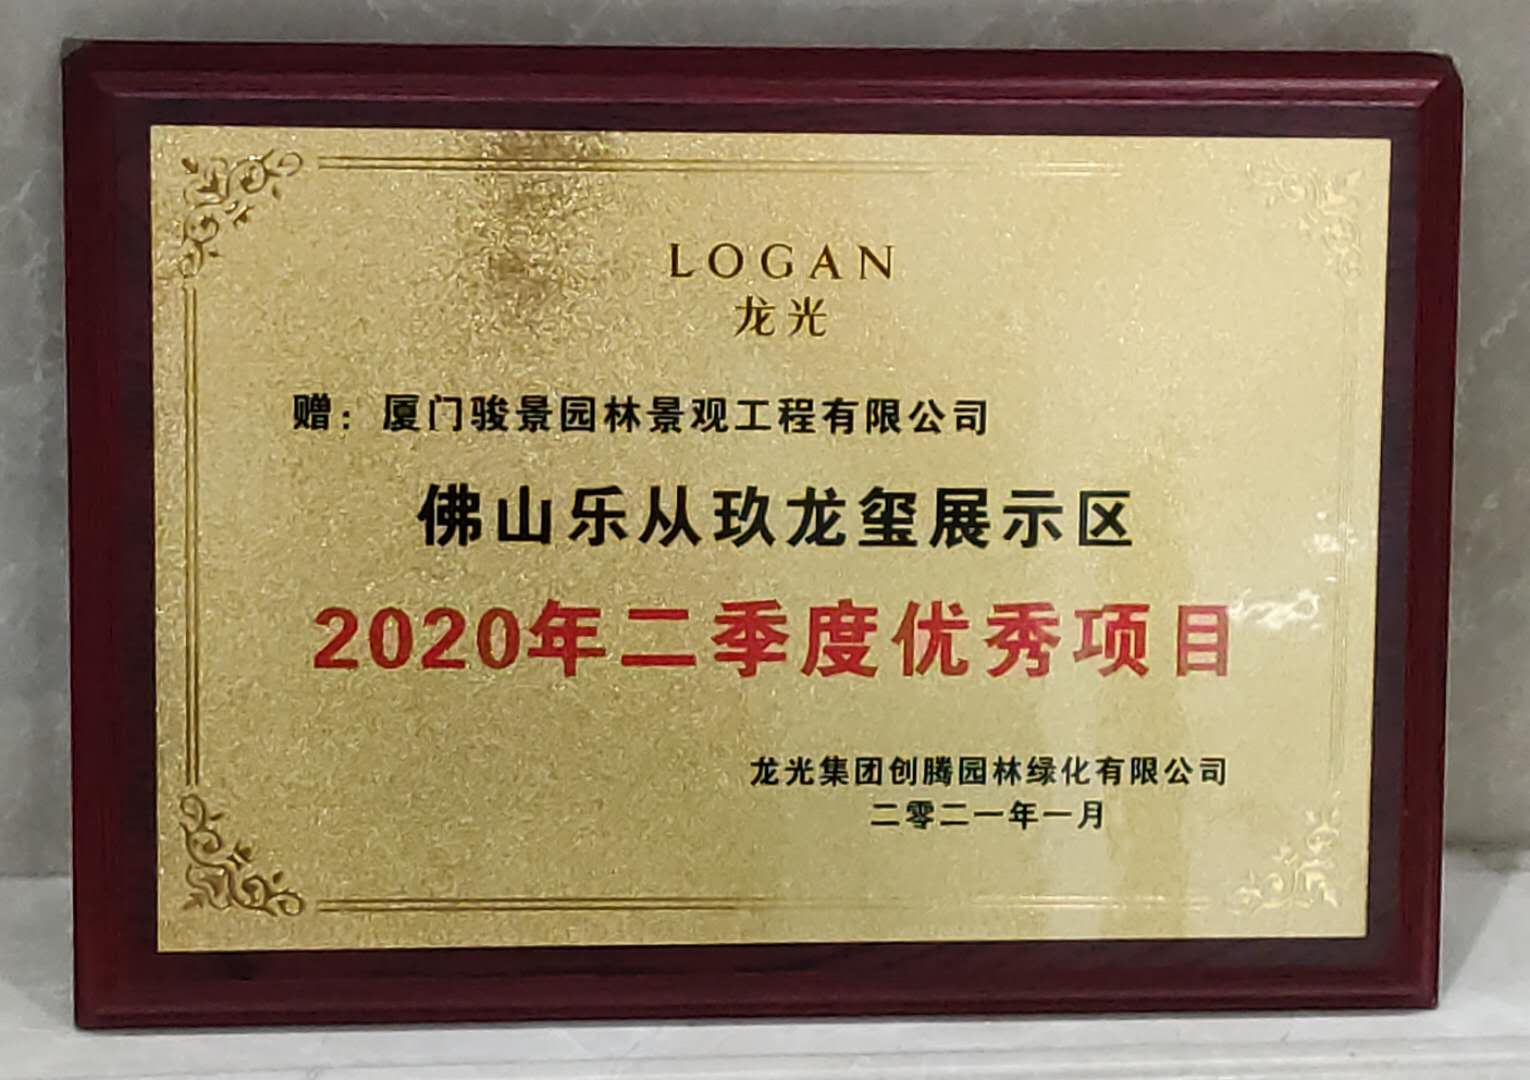 LOGAN
龙光
赠：厦门骏景园林景观工程有限公司
佛山乐从玖龙玺展示区
2020年二季度优秀项目
龙光集团创腾园林绿化有限公司
二零二一年一月